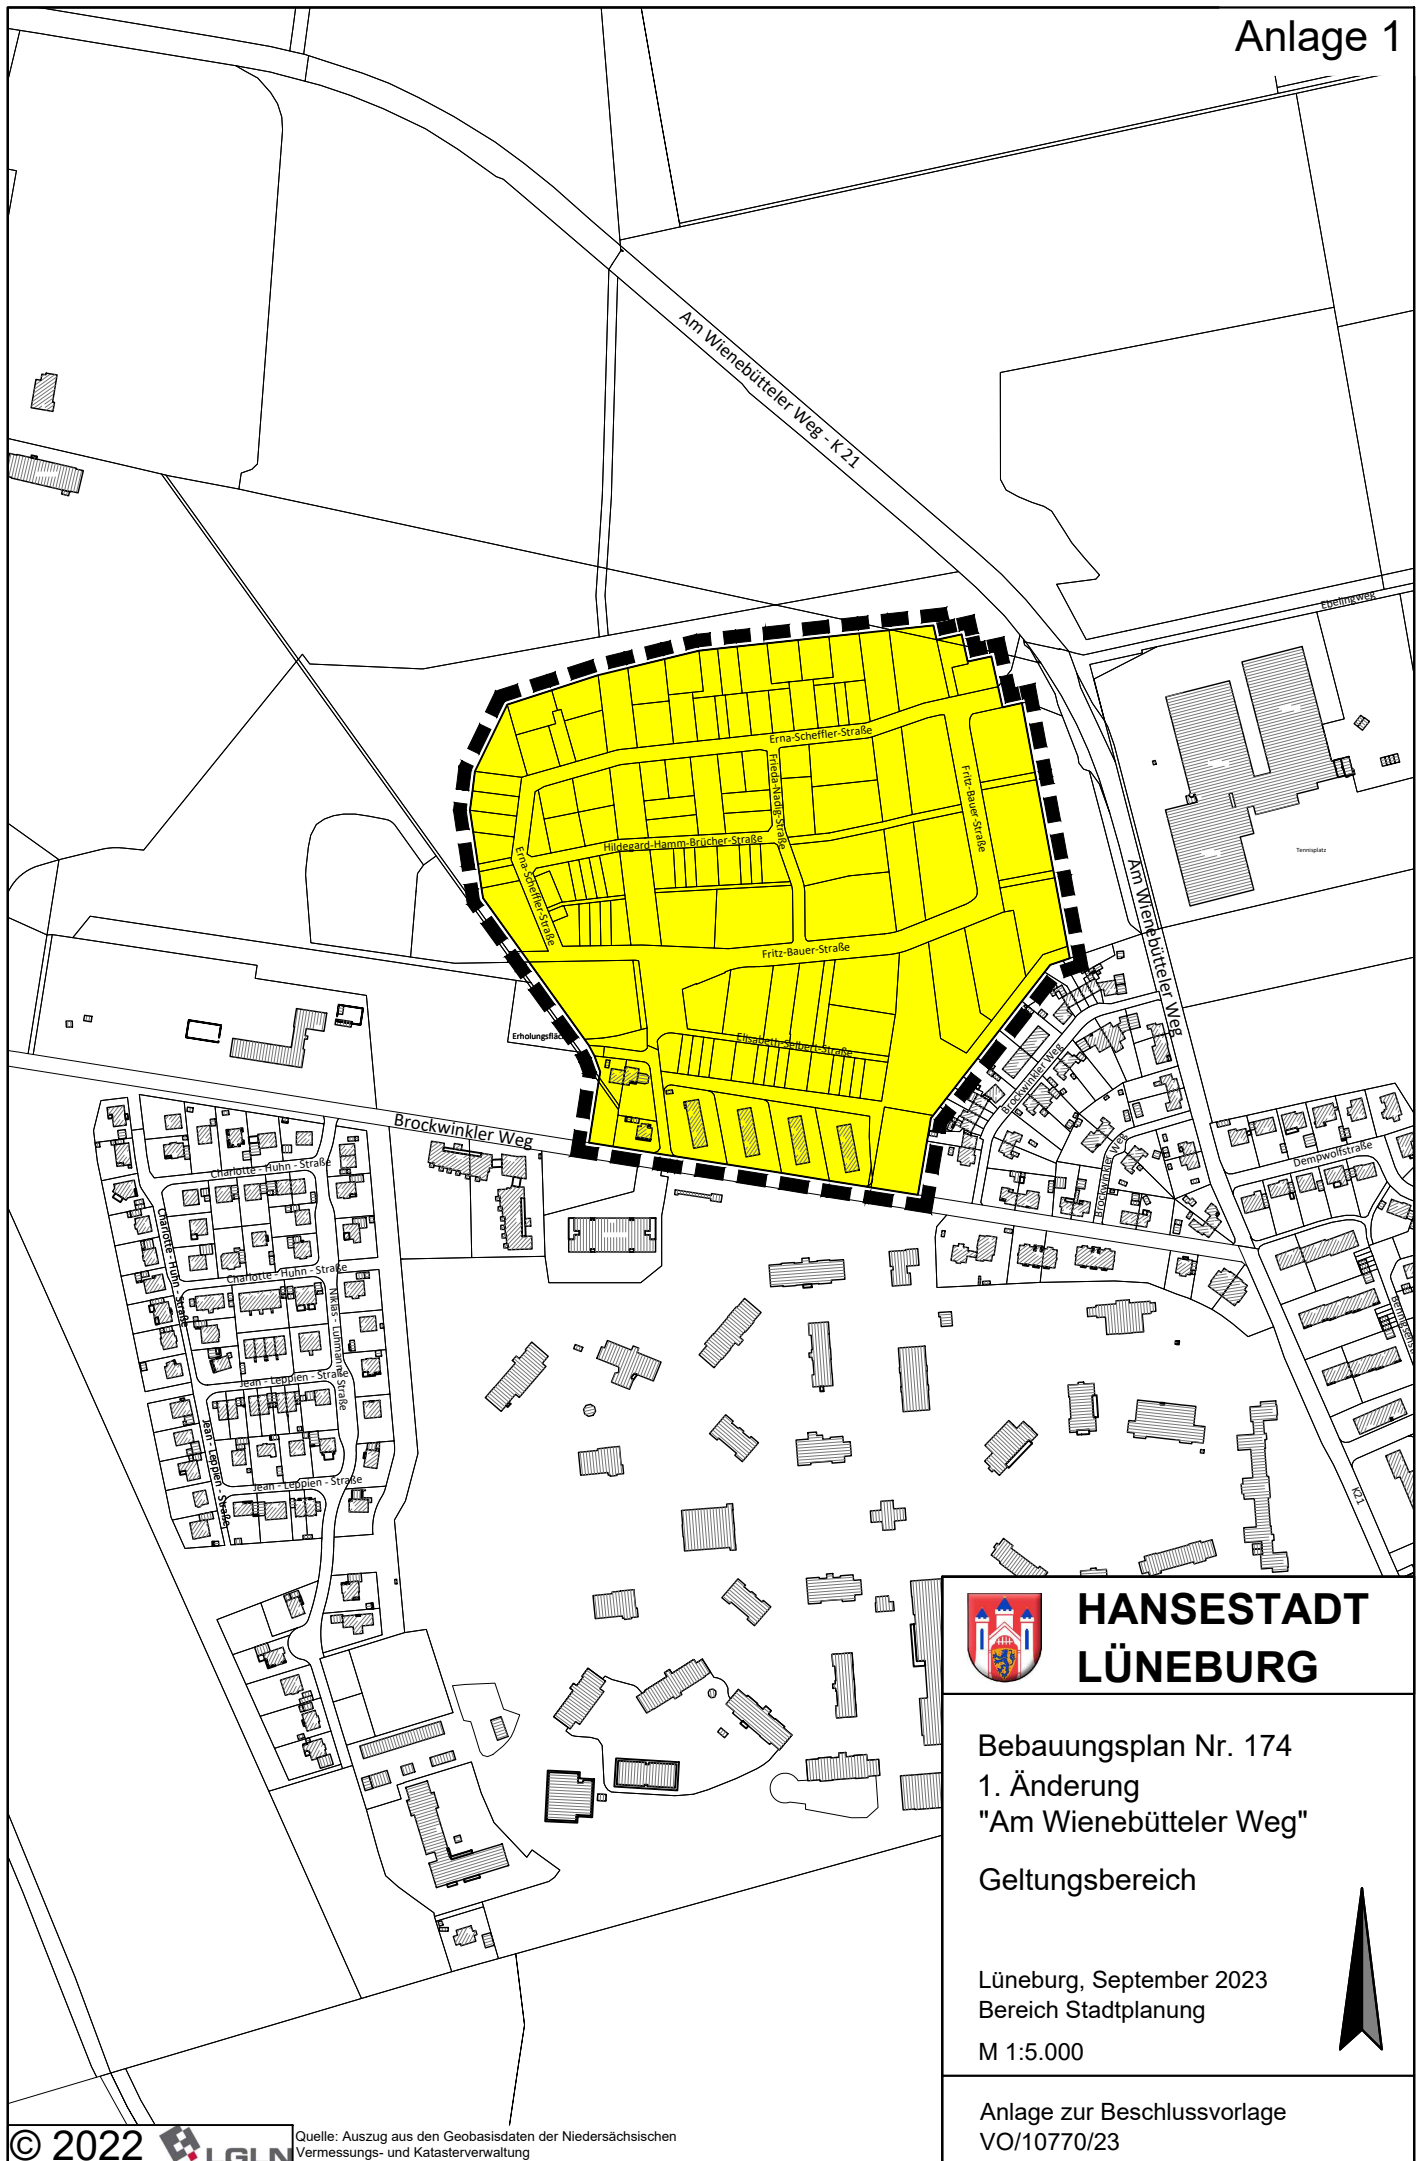 Anlage 1
Am Wienebütteler Weg - K 21
Ebelingweg
Erna-Scheffler-Straße
Frieda-Nadig-Straße
Fritz-Bauer-Straße
Hildegard-Hamm-Brücher-Straße
Erna-Scheffler-Straße
Tennisplatz
Am Wienebütteler Weg
Fritz-Bauer-Straße
Elisabeth-Selbert-Straße
Brockwinkler Weg
Brockwinkler Weg
Brockwinkler Weg
Dempwolfstraße
Charlotte - Huhn - Straße
Charlotte - Huhn - Straße
Charlotte - Huhn - Straße
Niklas - Luhmann - Straße
Jean - Leppien - Straße
Jean - Leppien - Straße
Jean - Leppien - Straße
K21
HANSESTADT
LÜNEBURG
Bebauungsplan Nr. 174
1. Änderung
"Am Wienebütteler Weg"
Geltungsbereich
Lüneburg, September 2023
Bereich Stadtplanung
M 1:5.000
Anlage zur Beschlussvorlage
VO/10770/23
© 2022 LGLN
Quelle: Auszug aus den Geobasisdaten der Niedersächsischen
Vermessungs- und Katasterverwaltung